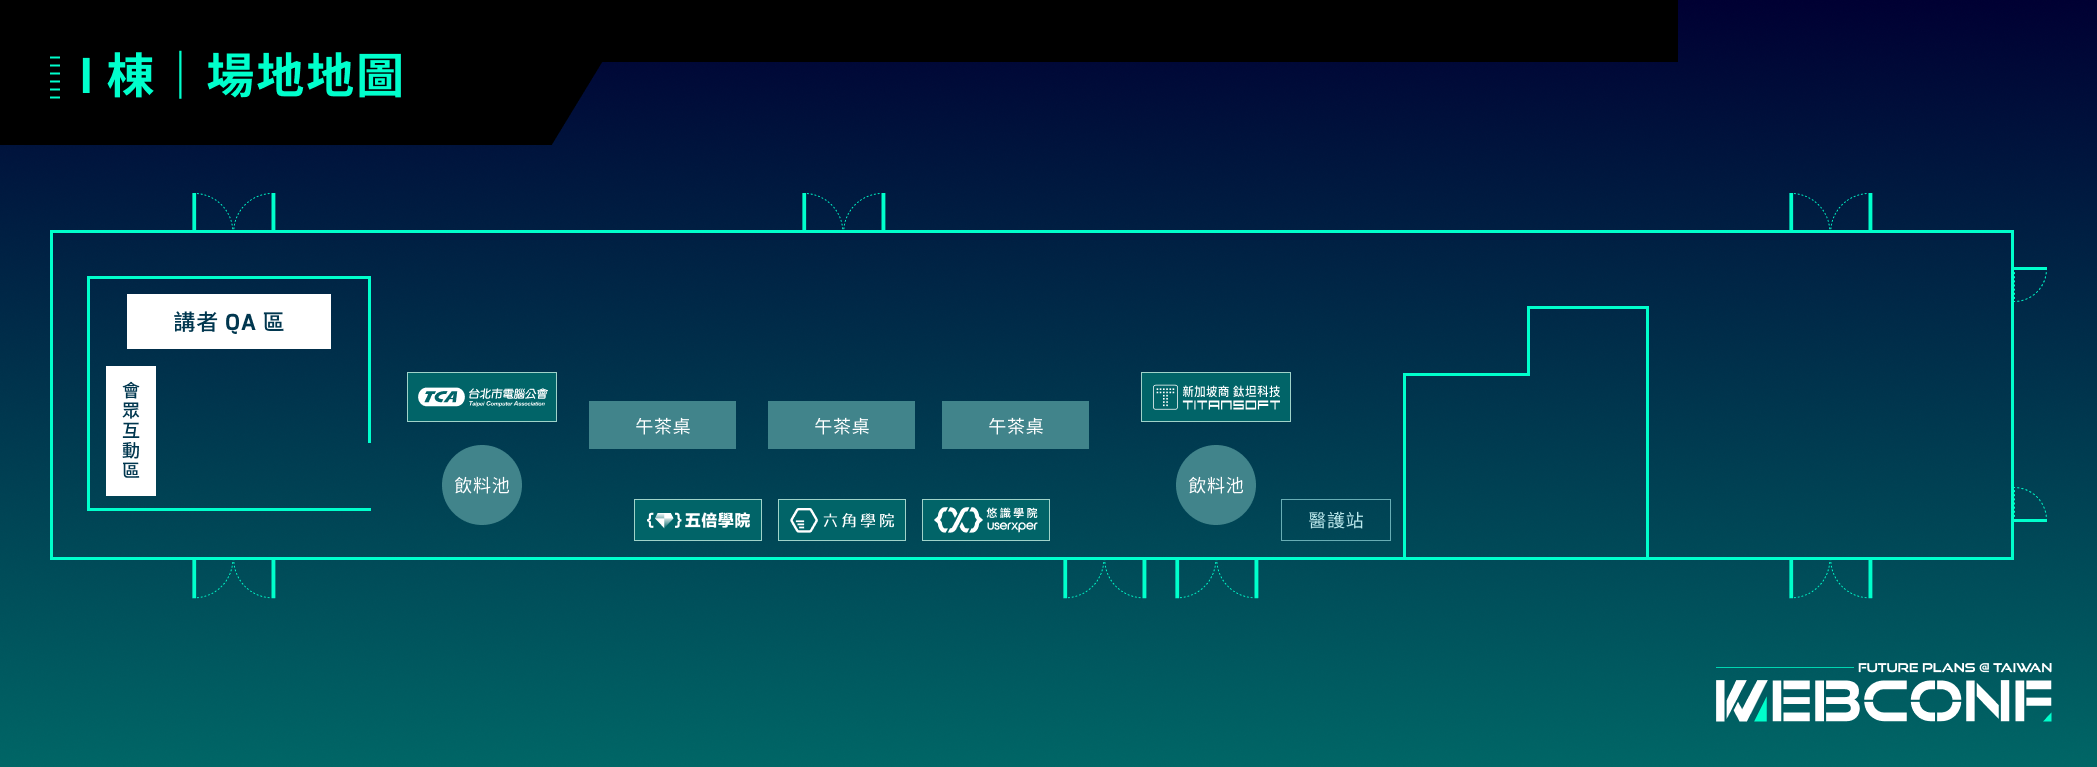 I 棟｜場地地圖
講者 QA 區
會眾互動區
TCA 台北市電腦公會
Taipei Computer Association
飲料池
午茶桌
午茶桌
午茶桌
新加坡商 鈦坦科技
TITANSOFT
飲料池
五倍學院
六角學院
悠識學院
userxper
醫護站
FUTURE PLANS @ TAIWAN
WEBCONF